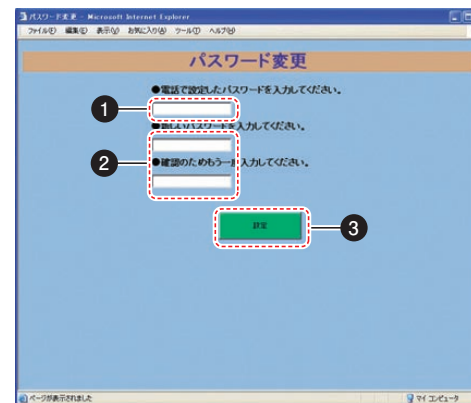 パスワード変更 - Microsoft Internet Explorer
ファイル(F) 編集(E) 表示(V) お気に入り(A) ツール(T) ヘルプ(H)
パスワード変更
●電話で設定したパスワードを入力してください。
1
●新しいパスワードを入力してください。
2
●確認のためもう一 入力してください。
設定
3
ページが表示されました
マイ コンピュータ